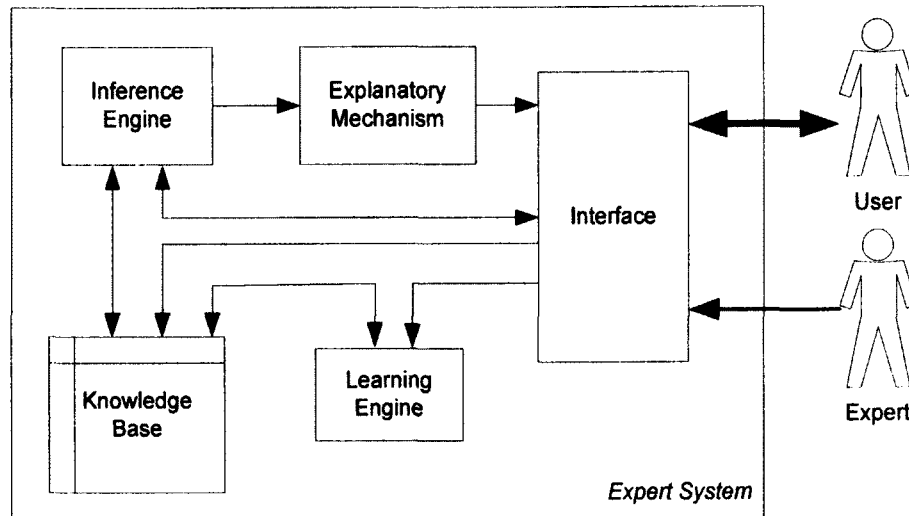 Inference
Engine
Explanatory
Mechanism
Interface
User
Knowledge
Base
Learning
Engine
Expert
Expert System